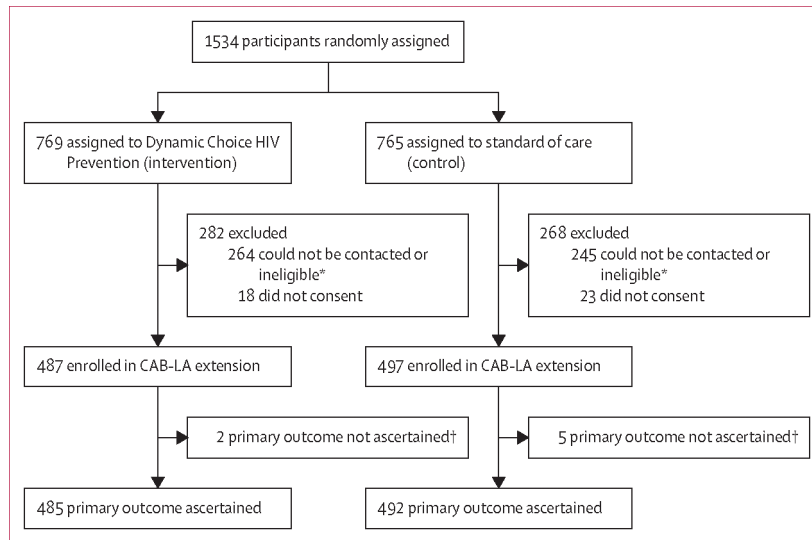 1534 participants randomly assigned
769 assigned to Dynamic Choice HIV
Prevention (intervention)
765 assigned to standard of care
(control)
282 excluded
264 could not be contacted or
ineligible*
18 did not consent
268 excluded
245 could not be contacted or
ineligible*
23 did not consent
487 enrolled in CAB-LA extension
497 enrolled in CAB-LA extension
2 primary outcome not ascertained†
5 primary outcome not ascertained†
485 primary outcome ascertained
492 primary outcome ascertained